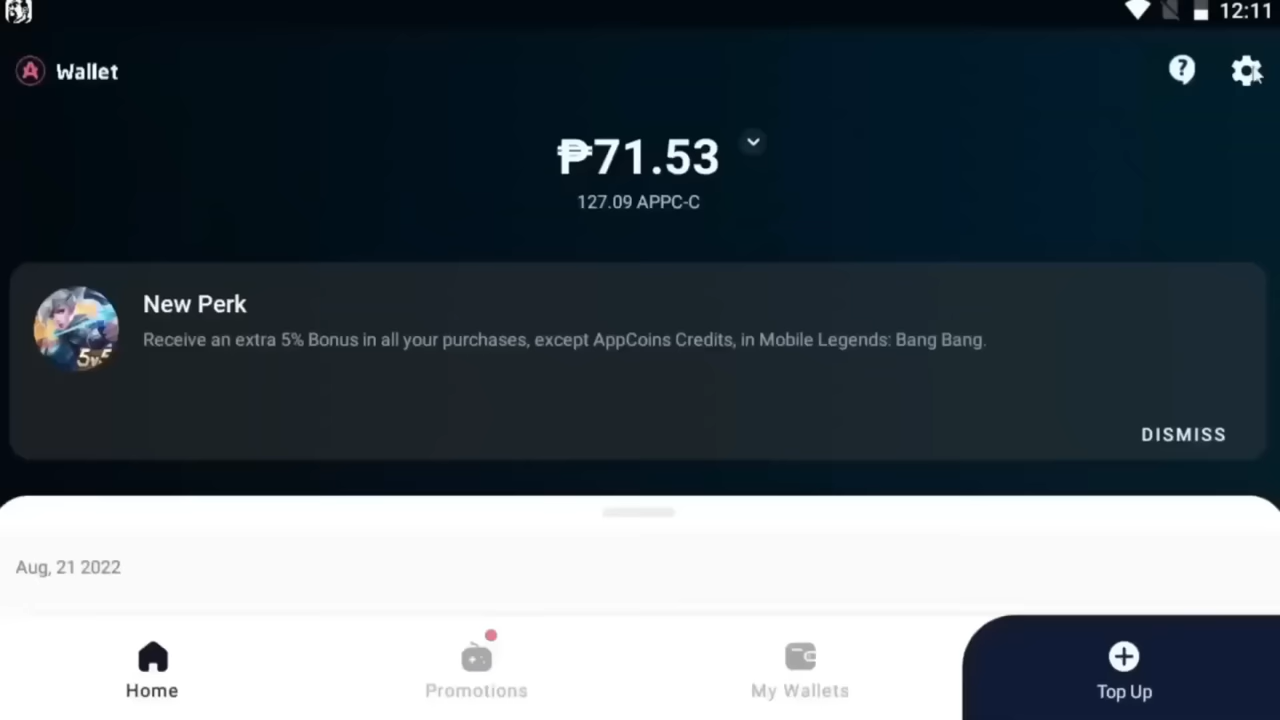 12:11
Wallet
₱71.53
127.09 APPC-C
New Perk
Receive an extra 5% Bonus in all your purchases, except AppCoins Credits, in Mobile Legends: Bang Bang.
5v5
DISMISS
Aug, 21 2022
Home
Promotions
My Wallets
Top Up